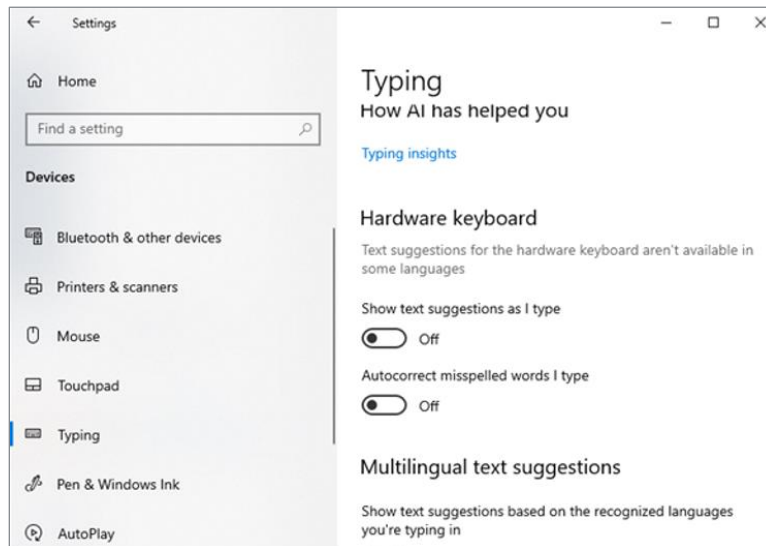 Settings
Home
Find a setting
Devices
Bluetooth & other devices
Printers & scanners
Mouse
Touchpad
Typing
Pen & Windows Ink
AutoPlay
Typing
How AI has helped you
Typing insights
Hardware keyboard
Text suggestions for the hardware keyboard aren't available in
some languages
Show text suggestions as I type
Off
Autocorrect misspelled words I type
Off
Multilingual text suggestions
Show text suggestions based on the recognized languages
you're typing in